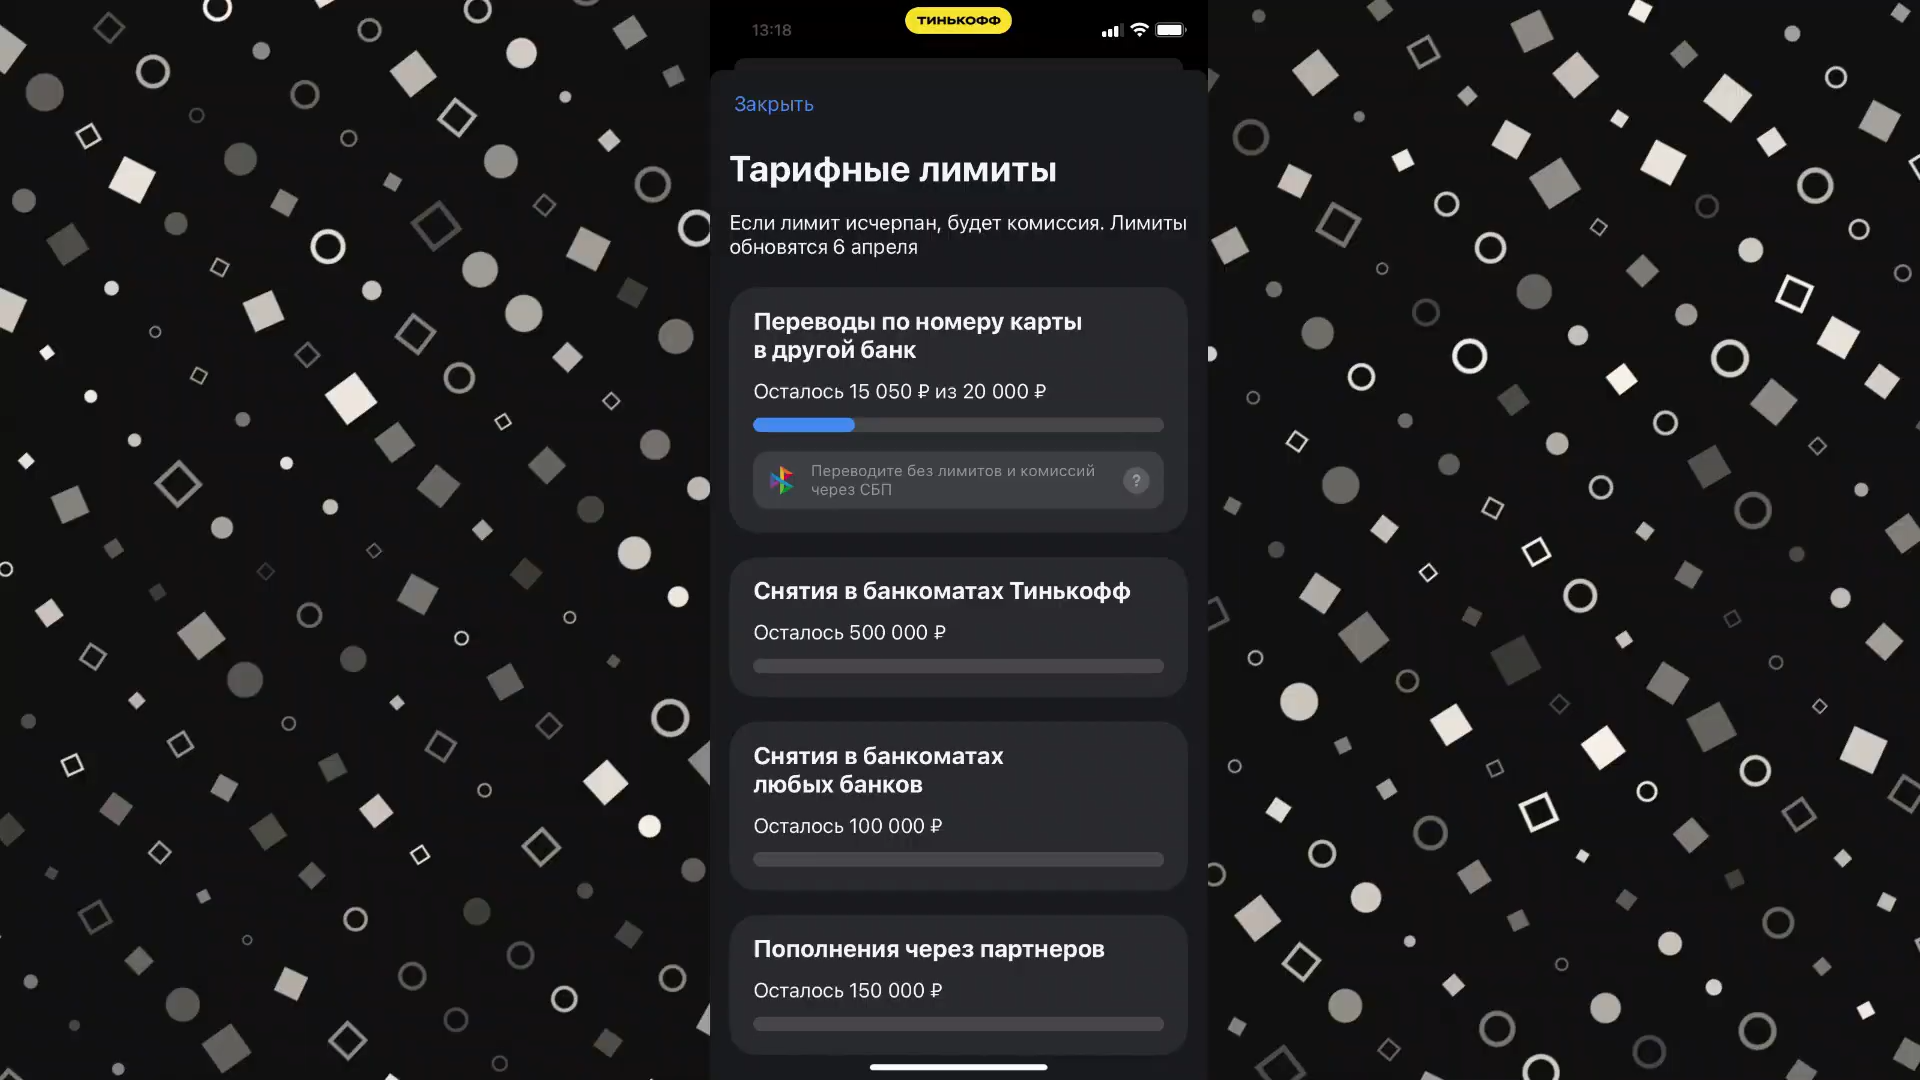 13:18
ТИНЬКОФФ
Закрыть
Тарифные лимиты
Если лимит исчерпан, будет комиссия. Лимиты
обновятся 6 апреля
Переводы по номеру карты
в другой банк
Осталось 15 050 ₽ из 20 000 ₽
Переводите без лимитов и комиссий
через СБП
?
Снятия в банкоматах Тинькофф
Осталось 500 000 ₽
Снятия в банкоматах
любых банков
Осталось 100 000 ₽
Пополнения через партнеров
Осталось 150 000 ₽